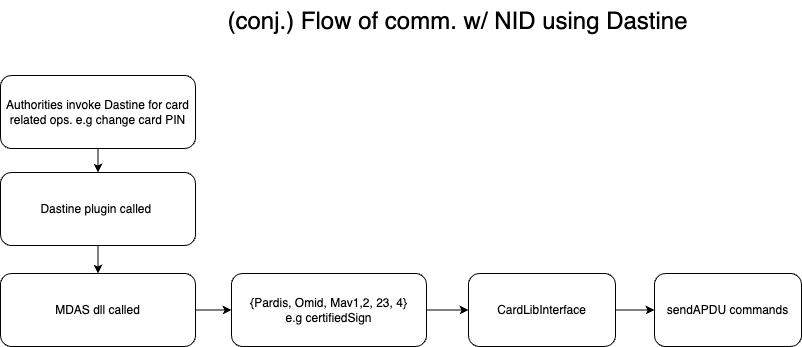 (conj.) Flow of comm. w/ NID using Dastine
Authorities invoke Dastine for card
related ops. e.g change card PIN
Dastine plugin called
MDAS dll called
{Pardis, Omid, Mav1,2, 23, 4}
e.g certifiedSign
CardLibInterface
sendAPDU commands